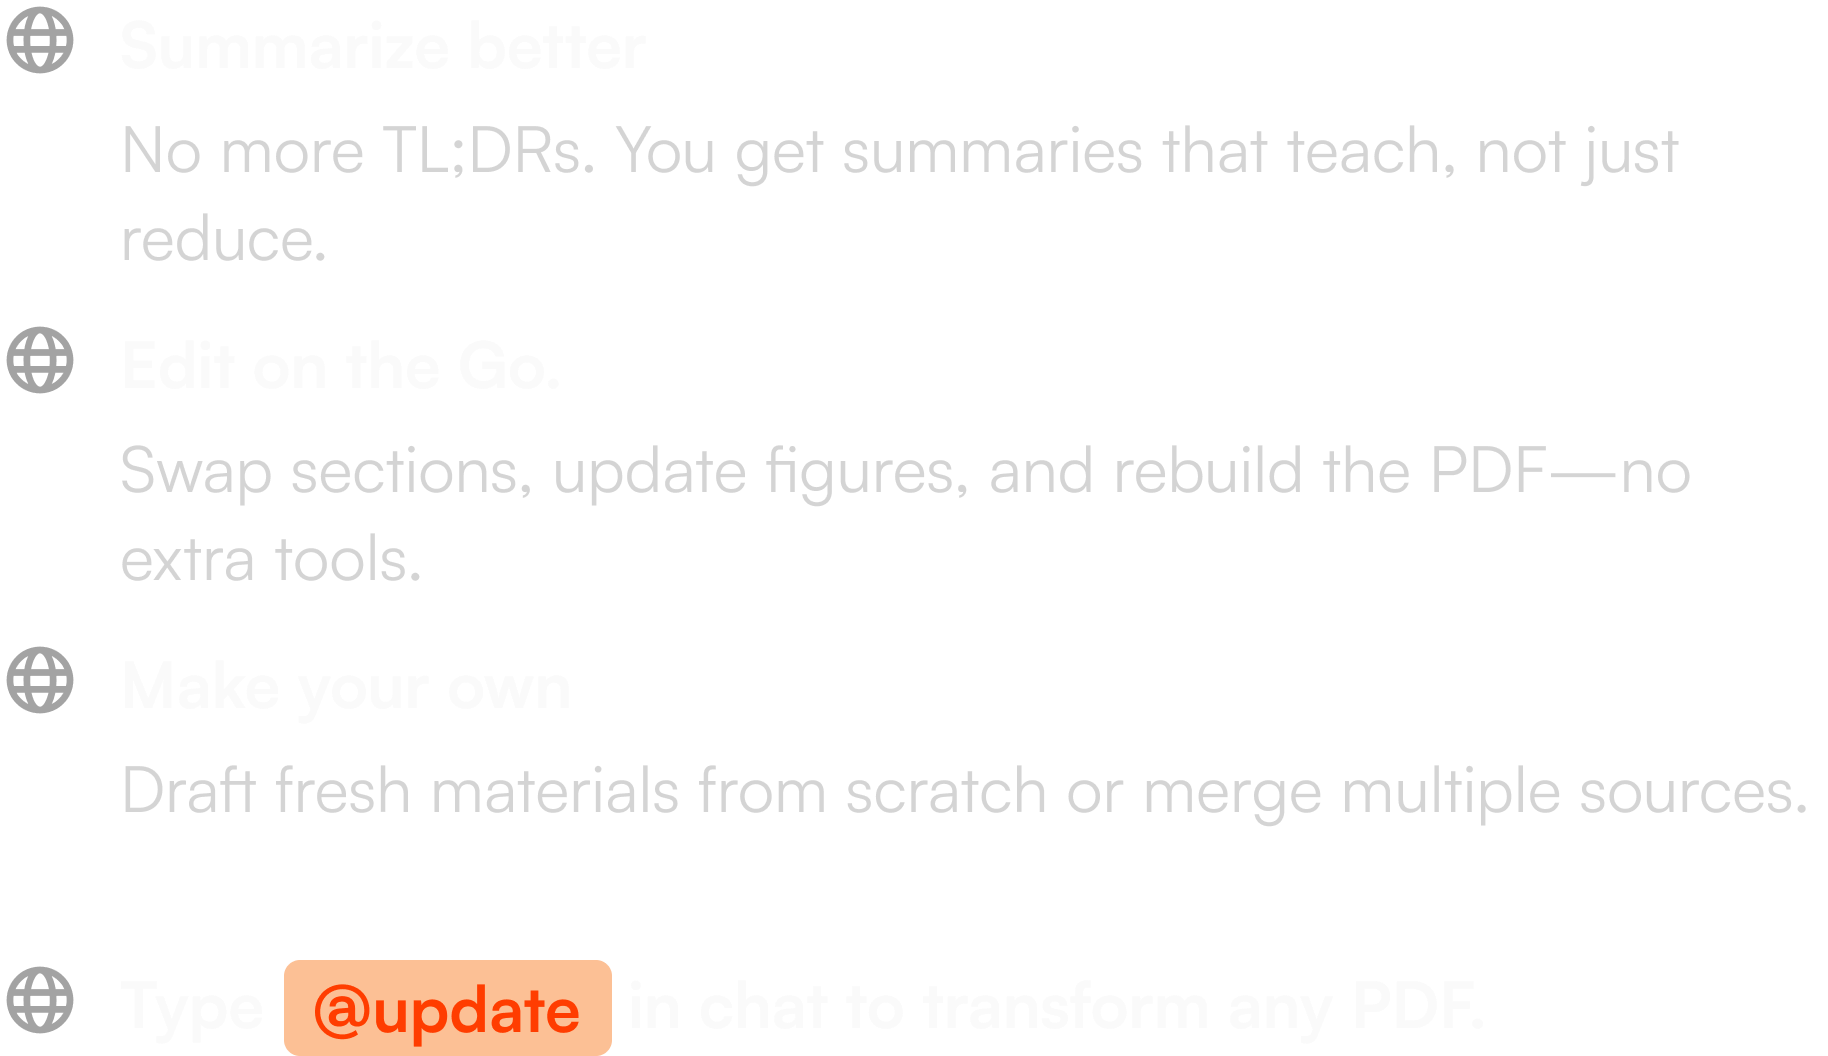 Summarize better
No more TL;DRs. You get summaries that teach, not just
reduce.
Edit on the Go.
Swap sections, update figures, and rebuild the PDF—no
extra tools.
Make your own
Draft fresh materials from scratch or merge multiple sources.
Type @update in chat to transform any PDF.